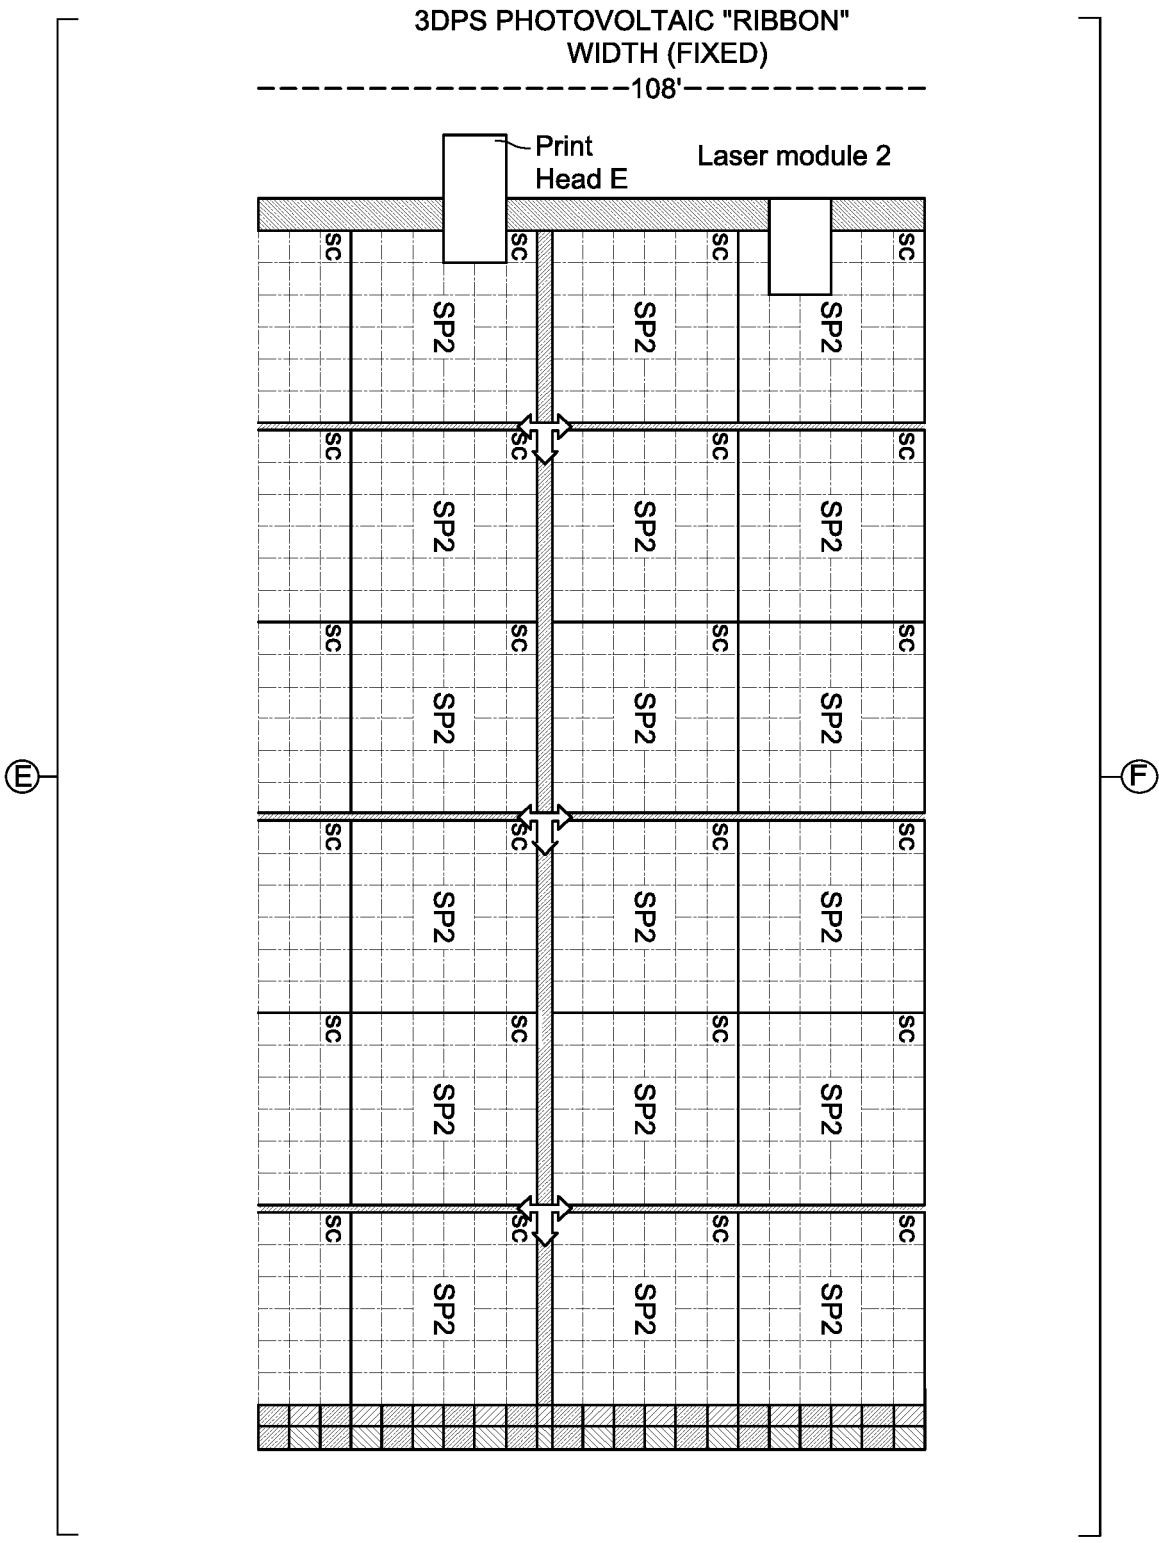 3DPS PHOTOVOLTAIC "RIBBON"
WIDTH (FIXED)
108'
Print
Head E
Laser module 2
SC SC SC SC
SP2 SP2 SP2
SC SC SC SC
SP2 SP2 SP2
SC SC SC SC
SP2 SP2 SP2
E
F
SC SC SC SC
SP2 SP2 SP2
SC SC SC SC
SP2 SP2 SP2
SC SC SC SC
SP2 SP2 SP2